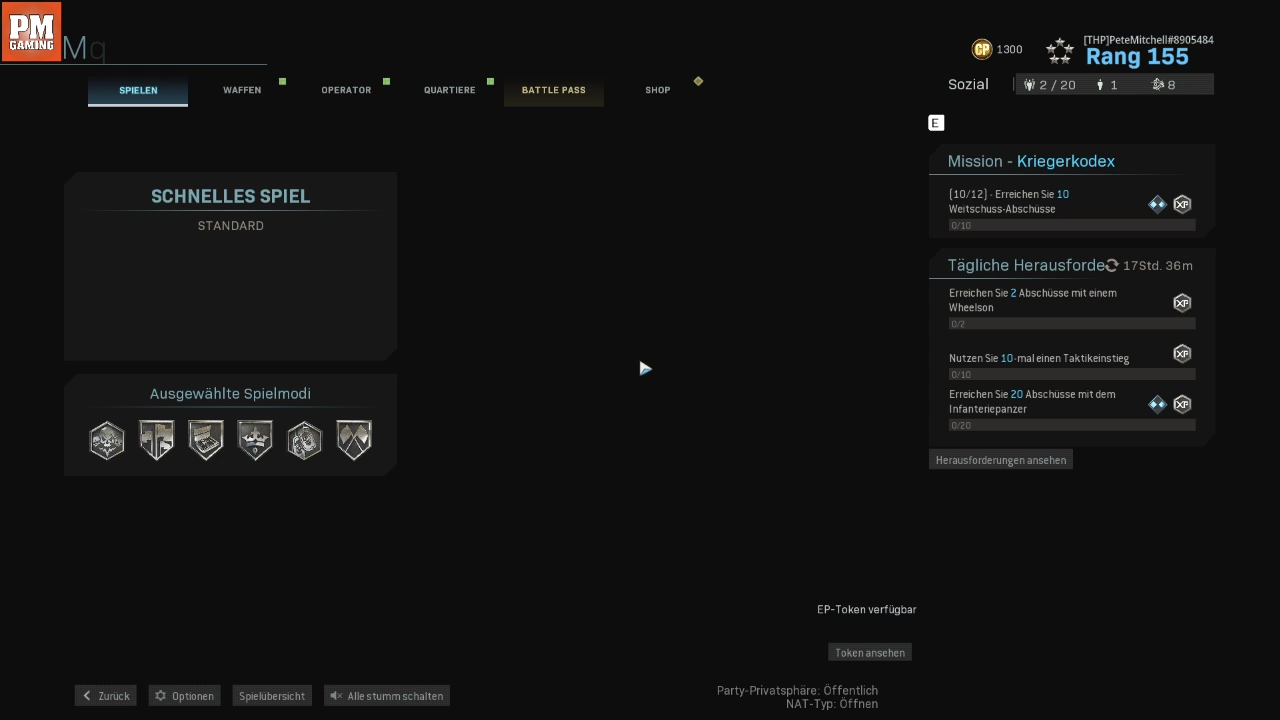 PM
GAMING
Mq
CP 1300
[THP]PeteMitchell#8905484
Rang 155
SPIELEN
WAFFEN
OPERATOR
QUARTIERE
BATTLE PASS
SHOP
Sozial
2 / 20
1
8
E
Mission - Kriegerkodex
[10/12] - Erreichen Sie 10
Weitschuss-Abschüsse
XP
0/10
SCHNELLES SPIEL
STANDARD
Tägliche Herausforde
17Std. 36m
Erreichen Sie 2 Abschüsse mit einem
Wheelson
XP
0/2
Nutzen Sie 10-mal einen Taktikeinstieg
XP
0/10
Erreichen Sie 20 Abschüsse mit dem
Infanteriepanzer
XP
0/20
Herausforderungen ansehen
Ausgewählte Spielmodi
EP-Token verfügbar
Token ansehen
Zurück
Optionen
Spielübersicht
Alle stumm schalten
Party-Privatsphäre: Öffentlich
NAT-Typ: Öffnen